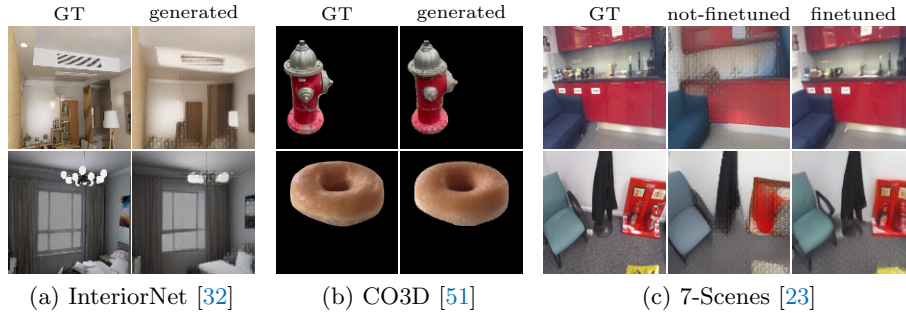 GT generated GT generated GT not-finetuned finetuned
(a) InteriorNet [32] (b) CO3D [51] (c) 7-Scenes [23]